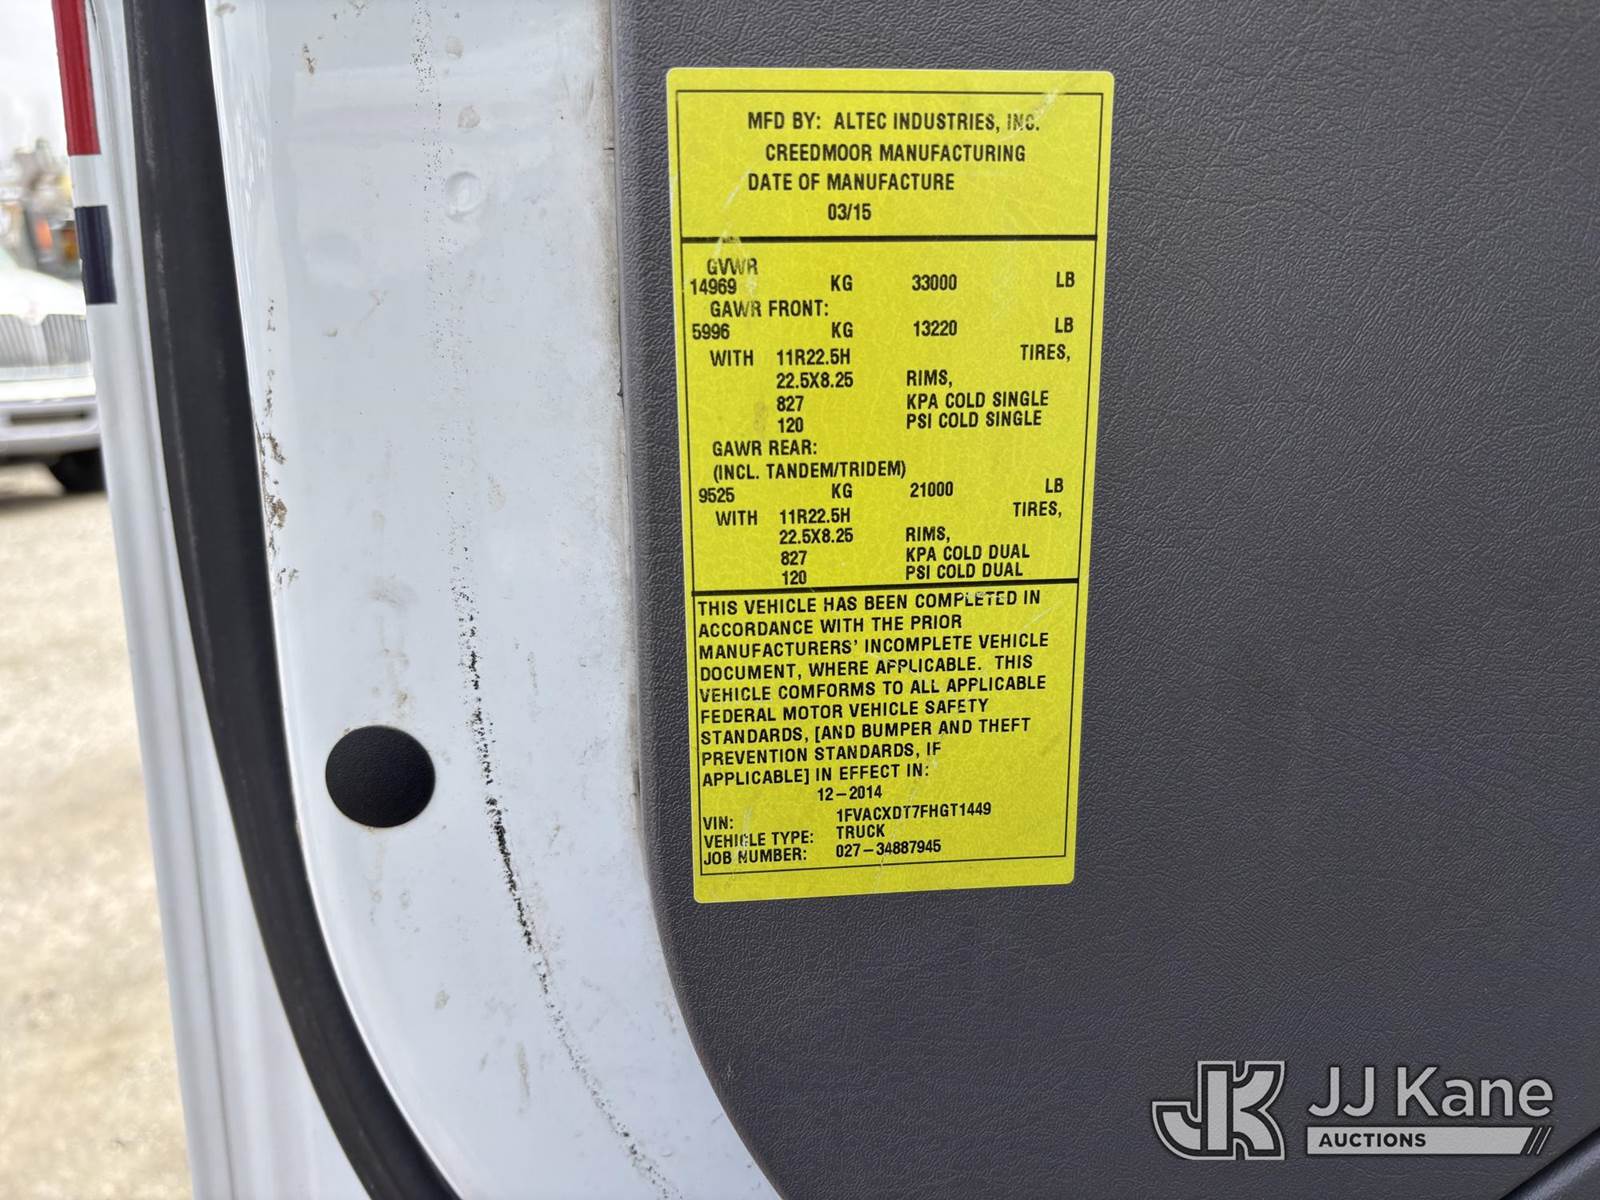 MFD BY: ALTEC INDUSTRIES, INC.
CREEDMOOR MANUFACTURING
DATE OF MANUFACTURE
03/15
GVWR
14969 KG 33000 LB
GAWR FRONT:
5996 KG 13220 LB
WITH 11R22.5H TIRES,
22.5X8.25 RIMS,
827 KPA COLD SINGLE
120 PSI COLD SINGLE
GAWR REAR:
(INCL. TANDEM/TRIDEM)
9525 KG 21000 LB
WITH 11R22.5H TIRES,
22.5X8.25 RIMS,
827 KPA COLD DUAL
120 PSI COLD DUAL
THIS VEHICLE HAS BEEN COMPLETED IN
ACCORDANCE WITH THE PRIOR
MANUFACTURERS' INCOMPLETE VEHICLE
DOCUMENT, WHERE APPLICABLE. THIS
VEHICLE COMFORMS TO ALL APPLICABLE
FEDERAL MOTOR VEHICLE SAFETY
STANDARDS, [AND BUMPER AND THEFT
PREVENTION STANDARDS, IF
APPLICABLE] IN EFFECT IN:
12-2014
VIN: 1FVACXDT7FHGT1449
VEHICLE TYPE: TRUCK
JOB NUMBER: 027-34887945
JK JJ Kane
AUCTIONS